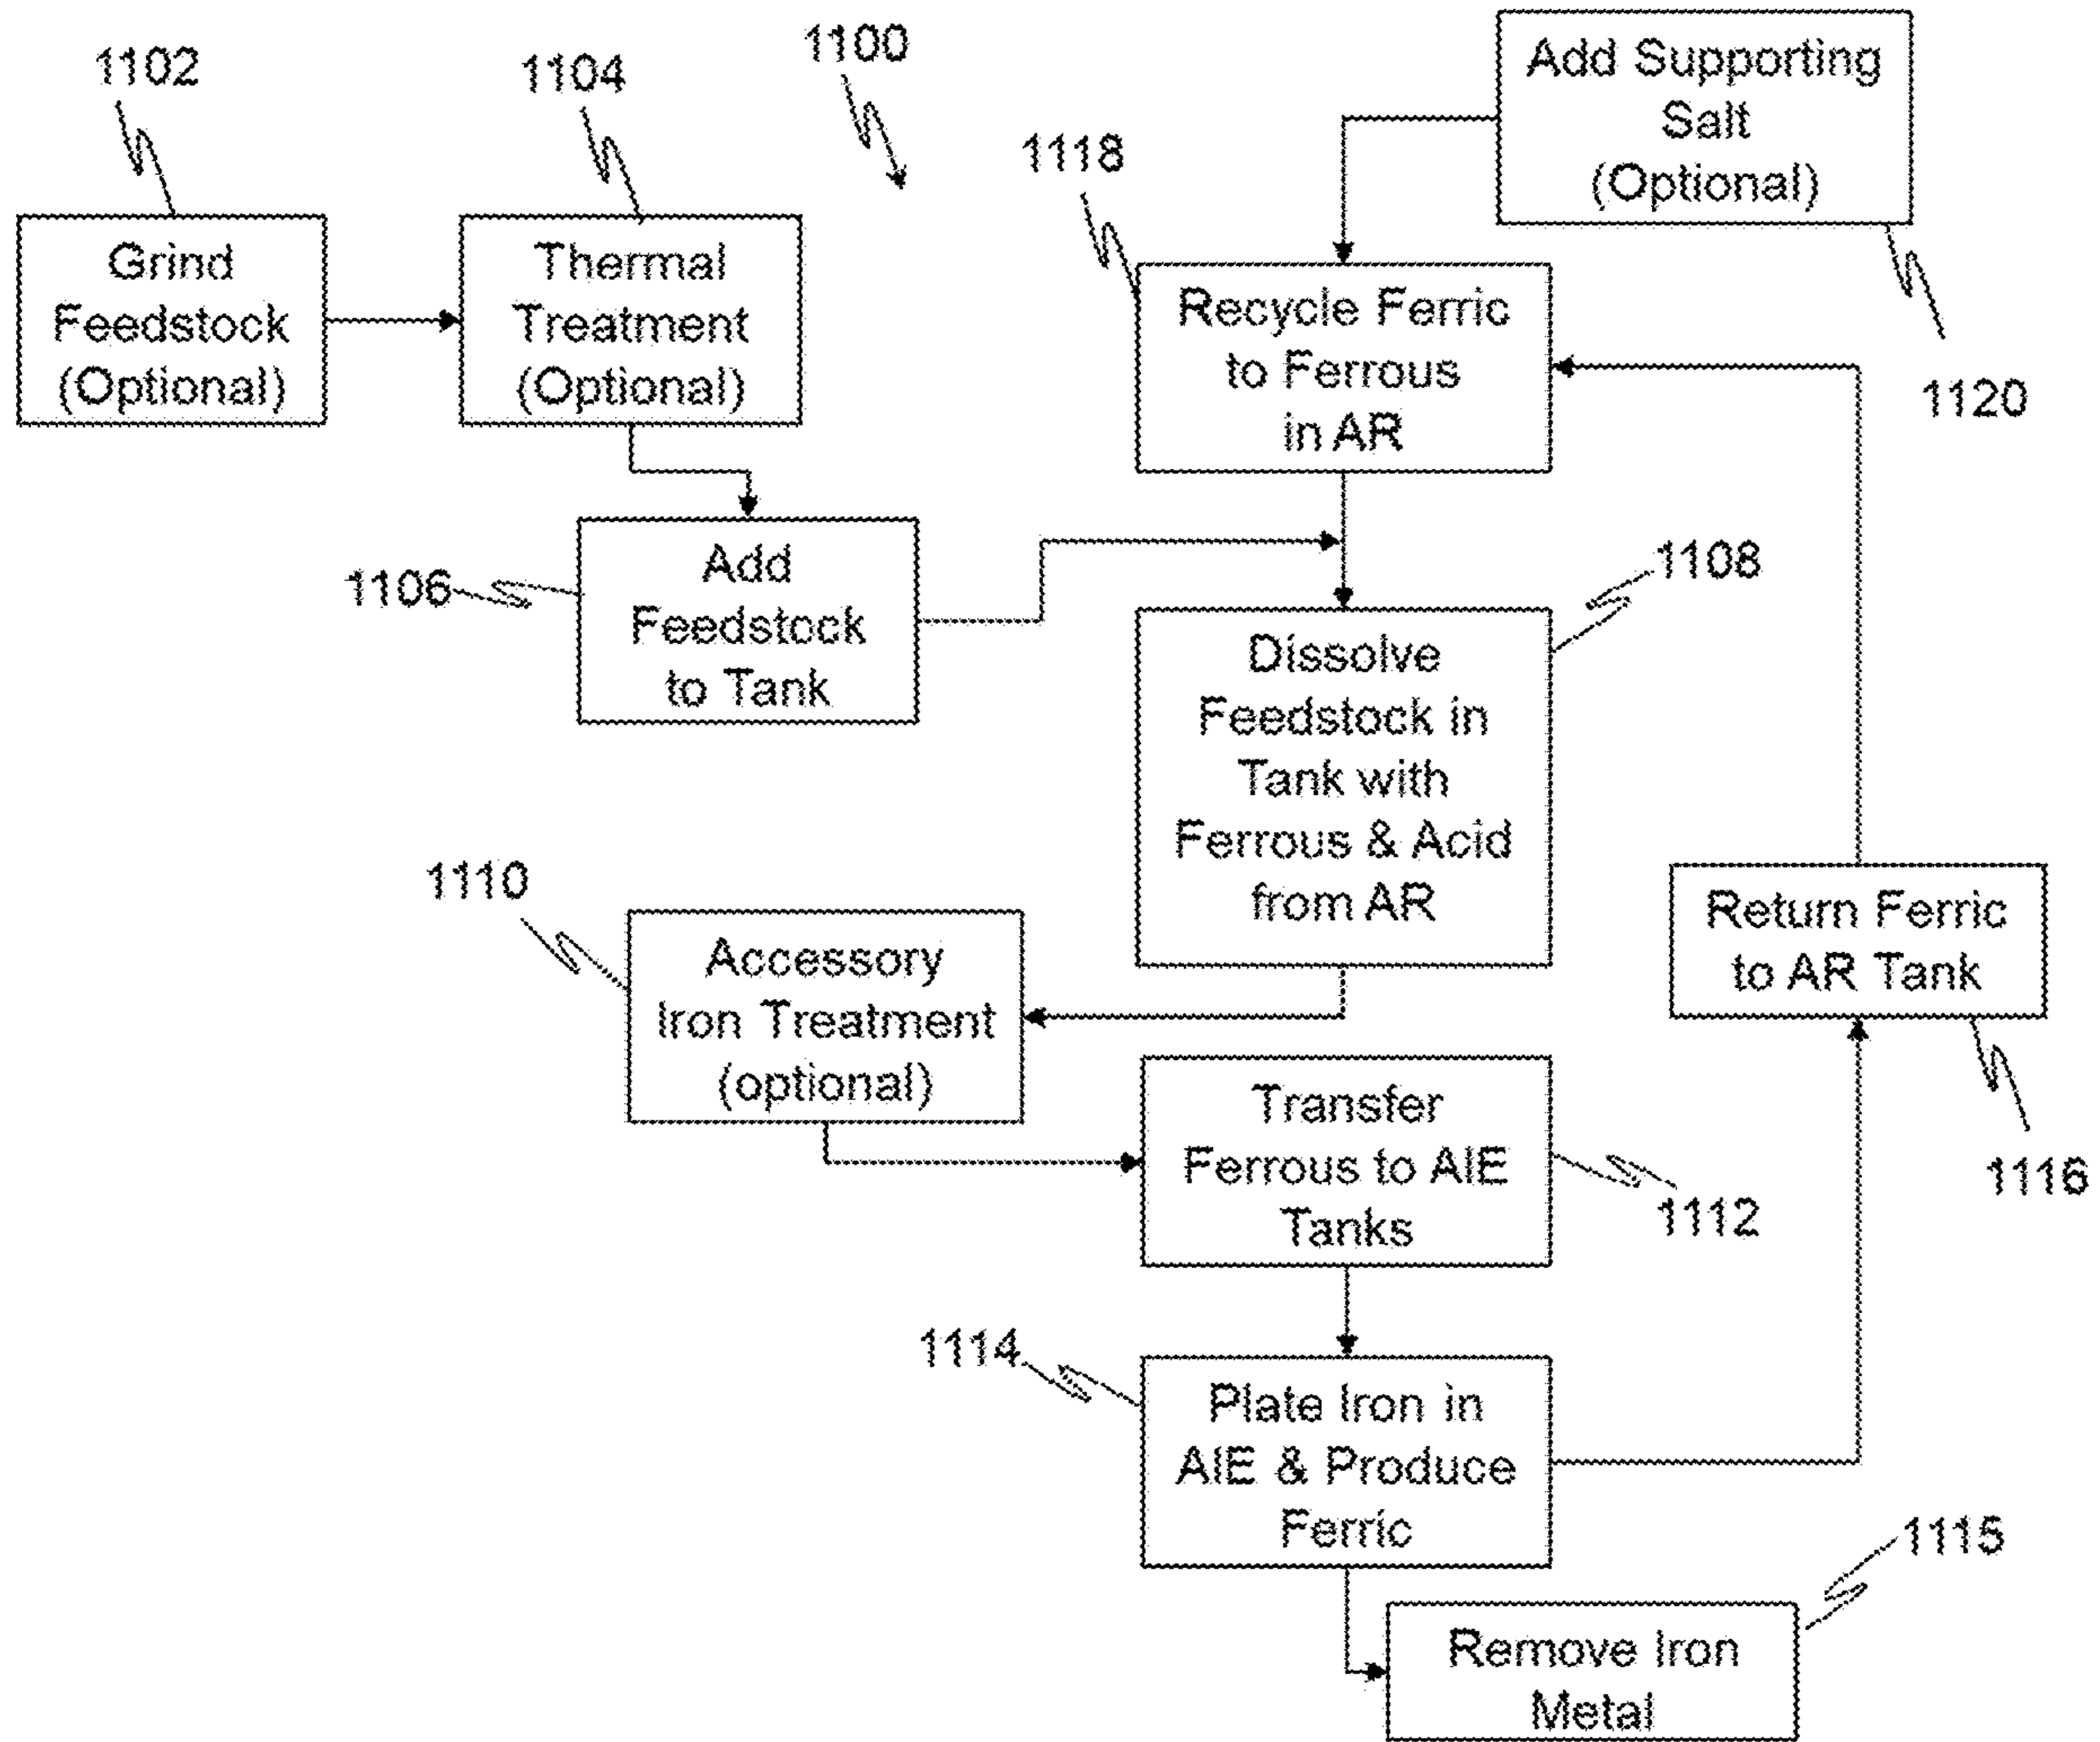 1102
1104
1100
Add Supporting
Salt
(Optional)
1118
Grind
Feedstock
(Optional)
Thermal
Treatment
(Optional)
Recycle Ferric
to Ferrous
in AR
1120
Add
Feedstock
to Tank
1106
1108
Dissolve
Feedstock in
Tank with
Ferrous & Acid
from AR
1110
Accessory
Iron Treatment
(optional)
Return Ferric
to AR Tank
Transfer
Ferrous to AIE
Tanks
1116
1112
1114
Plate Iron in
AIE & Produce
Ferric
1115
Remove Iron
Metal